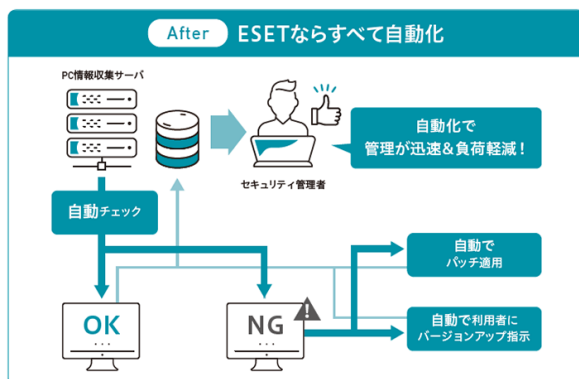 After ESETならすべて自動化
PC情報収集サーバ
セキュリティ管理者
自動化で
管理が迅速&負荷軽減!
自動チェック
自動で
パッチ適用
OK
NG
自動で利用者に
バージョンアップ指示